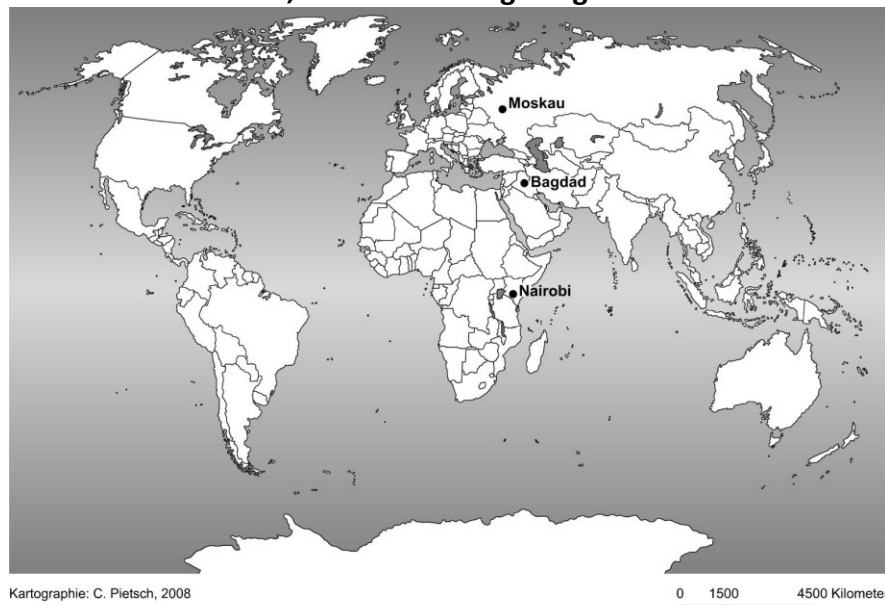 Moskau
Bagdad
Nairobi
Kartographie: C. Pietsch, 2008
0 1500 4500 Kilomete